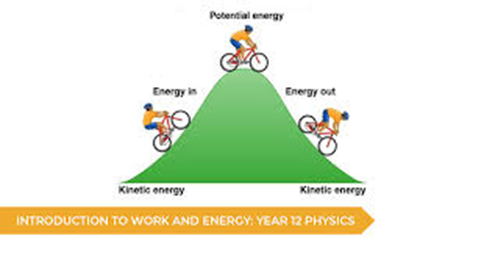 Potential energy
Energy in
Energy out
Kinetic energy
Kinetic energy
INTRODUCTION TO WORK AND ENERGY: YEAR 12 PHYSICS